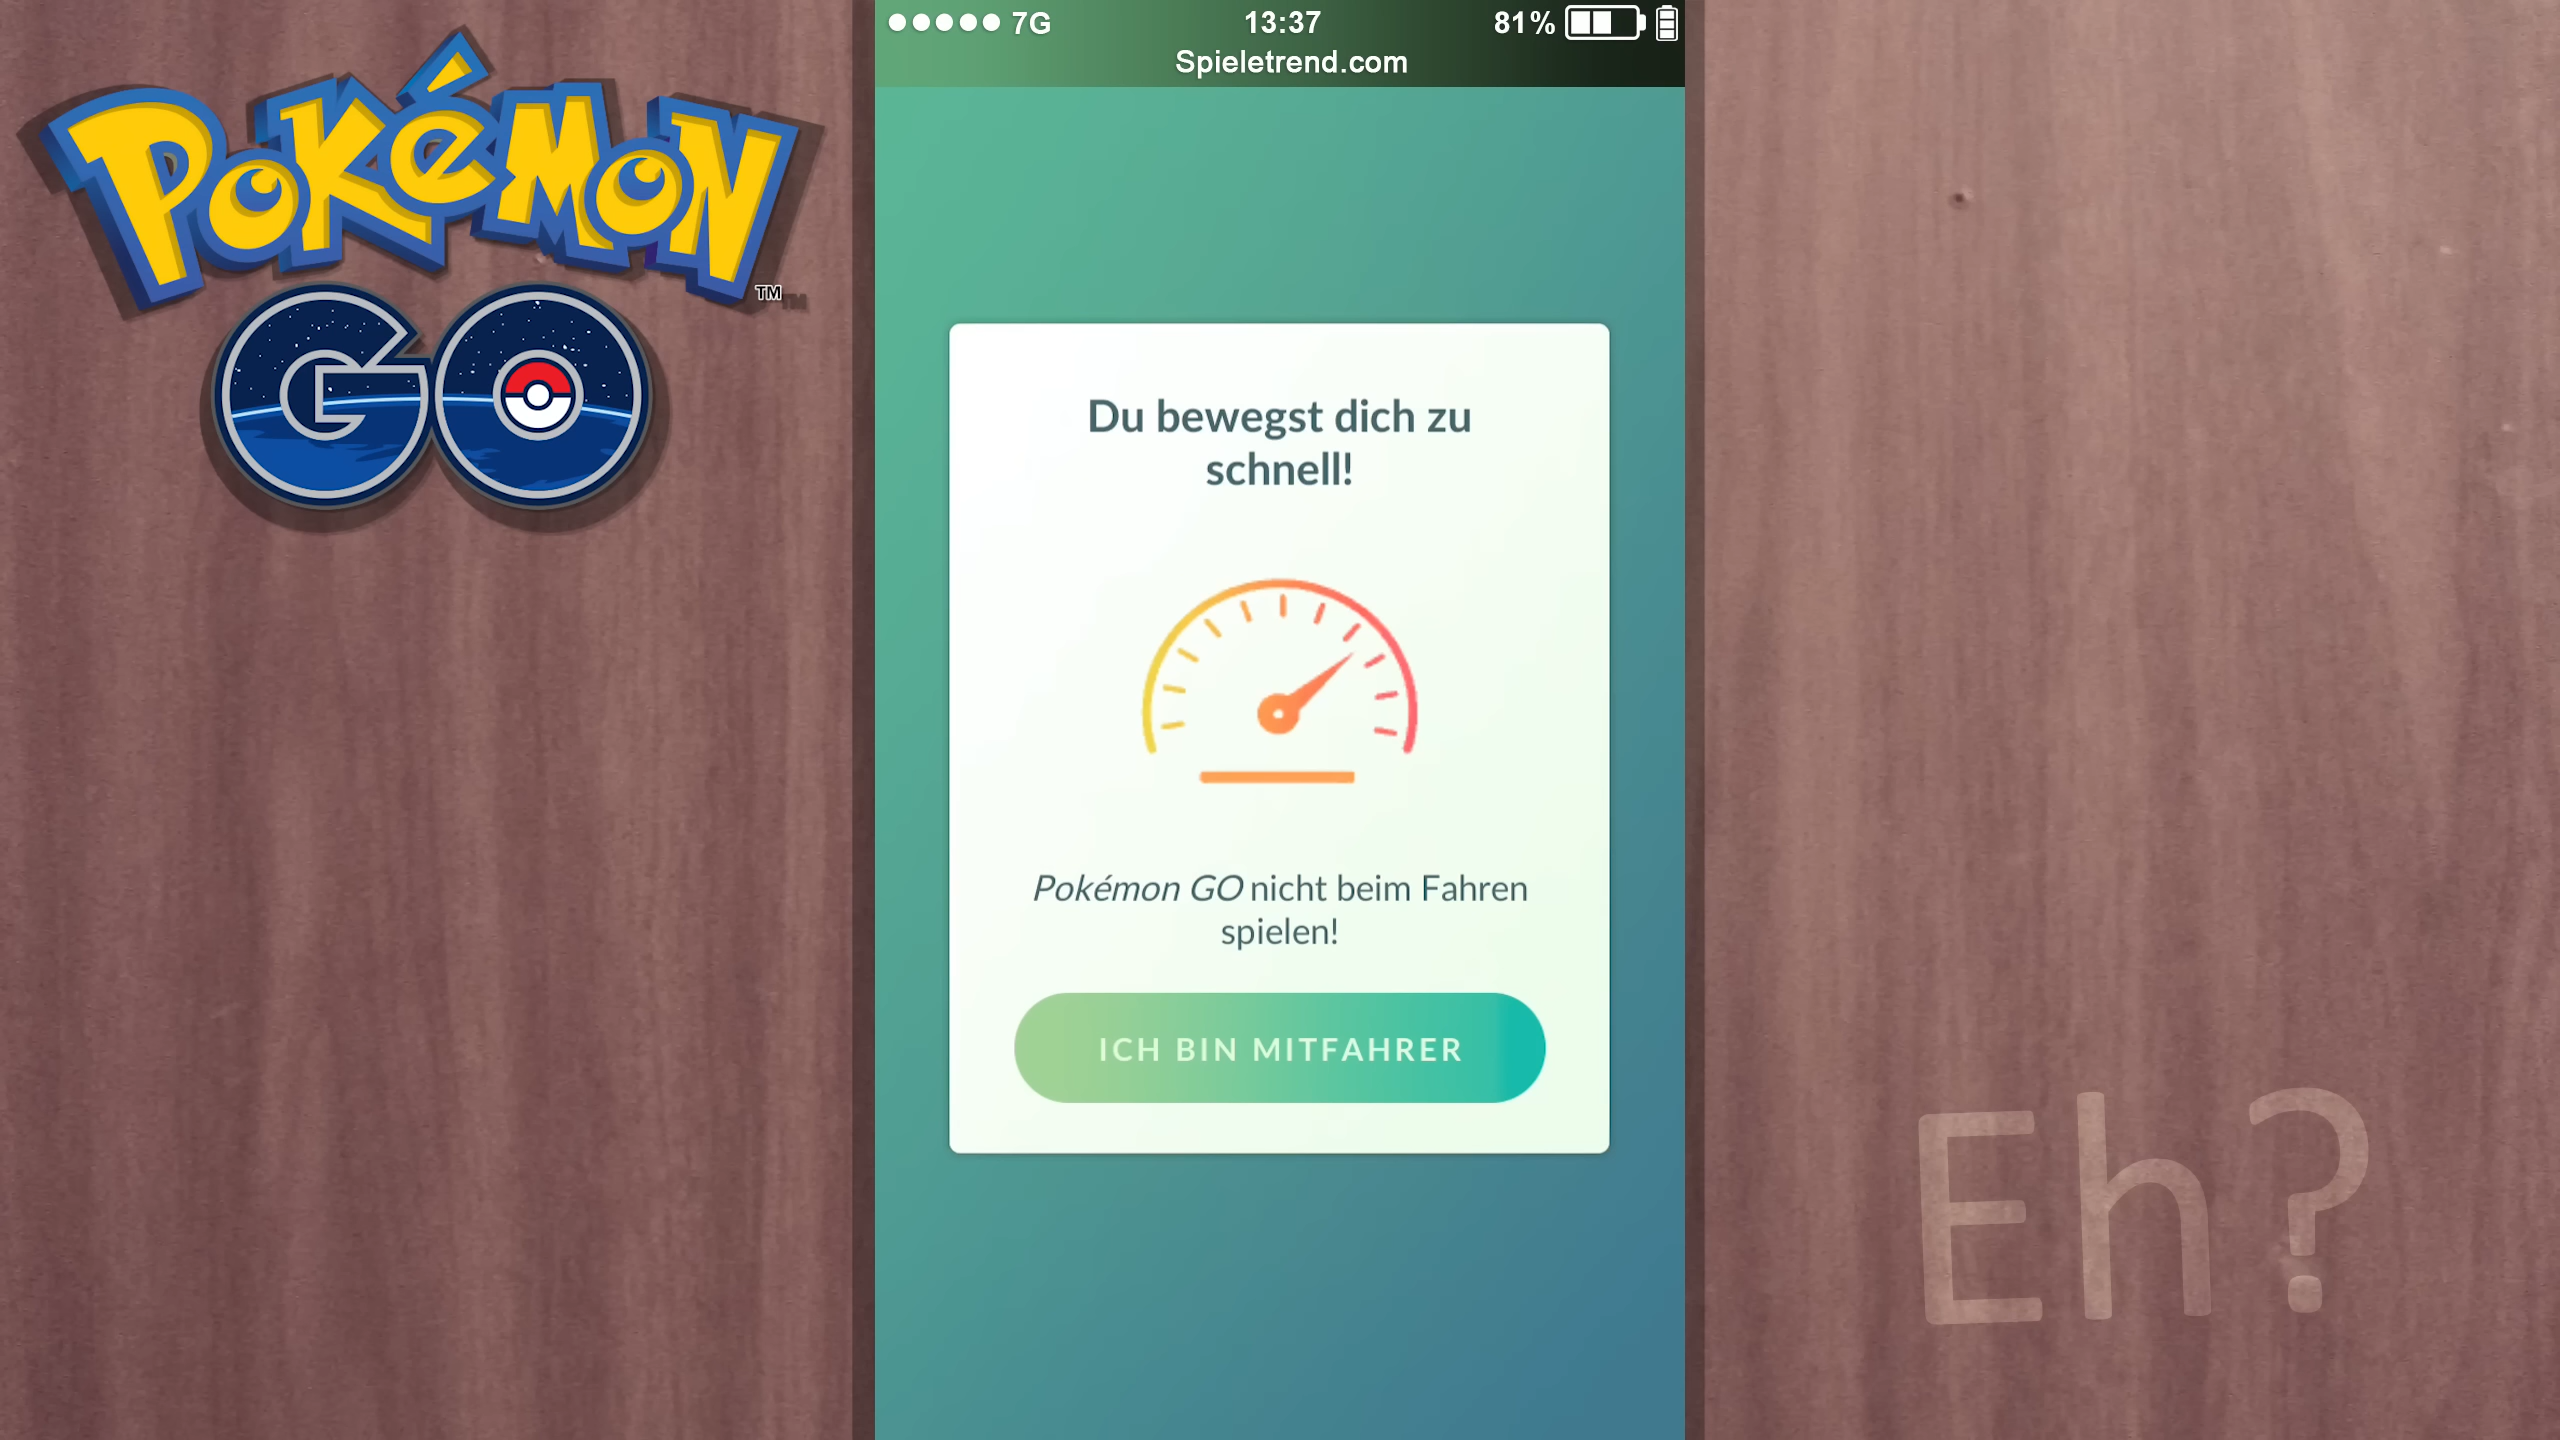 POKéMON
™
GO
7G
13:37
81%
Spieletrend.com
Du bewegst dich zu
schnell!
Pokémon GO nicht beim Fahren
spielen!
ICH BIN MITFAHRER
Eh?